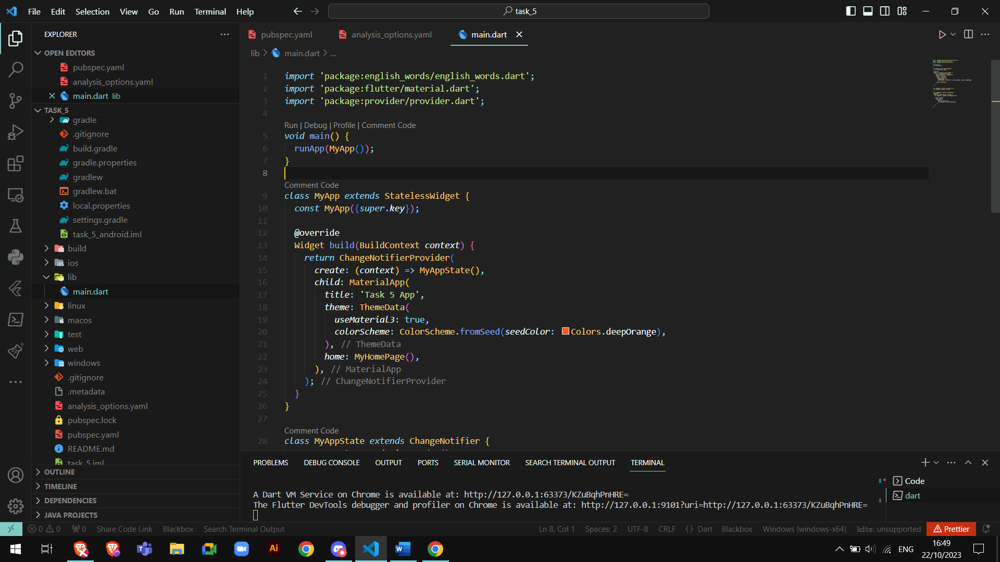 File Edit Selection View Go Run Terminal Help
task_5
EXPLORER
OPEN EDITORS
pubspec.yaml
analysis_options.yaml
main.dart lib
TASK_5
gradle
.gitignore
build.gradle
gradle.properties
gradlew
gradlew.bat
local.properties
settings.gradle
task_5_android.iml
build
ios
lib
main.dart
linux
macos
test
web
windows
.gitignore
.metadata
analysis_options.yaml
pubspec.lock
pubspec.yaml
README.md
task_5.iml
OUTLINE
TIMELINE
DEPENDENCIES
JAVA PROJECTS
pubspec.yaml analysis_options.yaml main.dart
lib > main.dart > ...
1 import 'package:english_words/english_words.dart';
2 import 'package:flutter/material.dart';
3 import 'package:provider/provider.dart';
4
Run | Debug | Profile | Comment Code
5 void main() {
6 runApp(MyApp());
7 }
8
Comment Code
9 class MyApp extends StatelessWidget {
10 const MyApp({super.key});
11
12 @override
13 Widget build(BuildContext context) {
14 return ChangeNotifierProvider(
15 create: (context) => MyAppState(),
16 child: MaterialApp(
17 title: 'Task 5 App',
18 theme: ThemeData(
19 useMaterial3: true,
20 colorScheme: ColorScheme.fromSeed(seedColor: Colors.deepOrange),
21 ), // ThemeData
22 home: MyHomePage(),
23 ), // MaterialApp
24 ); // ChangeNotifierProvider
25 }
26 }
27
Comment Code
28 class MyAppState extends ChangeNotifier {
PROBLEMS DEBUG CONSOLE OUTPUT PORTS SERIAL MONITOR SEARCH TERMINAL OUTPUT TERMINAL
A Dart VM Service on Chrome is available at: http://127.0.0.1:63373/KZuBqhPnHRE=
The Flutter DevTools debugger and profiler on Chrome is available at: http://127.0.0.1:9101?uri=http://127.0.0.1:63373/KZuBqhPnHRE=
Code
dart
0 0 0 Share Code Link Blackbox Search Terminal Output Ln 8, Col 1 Spaces: 2 UTF-8 CRLF { } Dart Blackbox Windows (windows-x64) kite: unsupported Prettier
Ai
ENG
16:49
22/10/2023